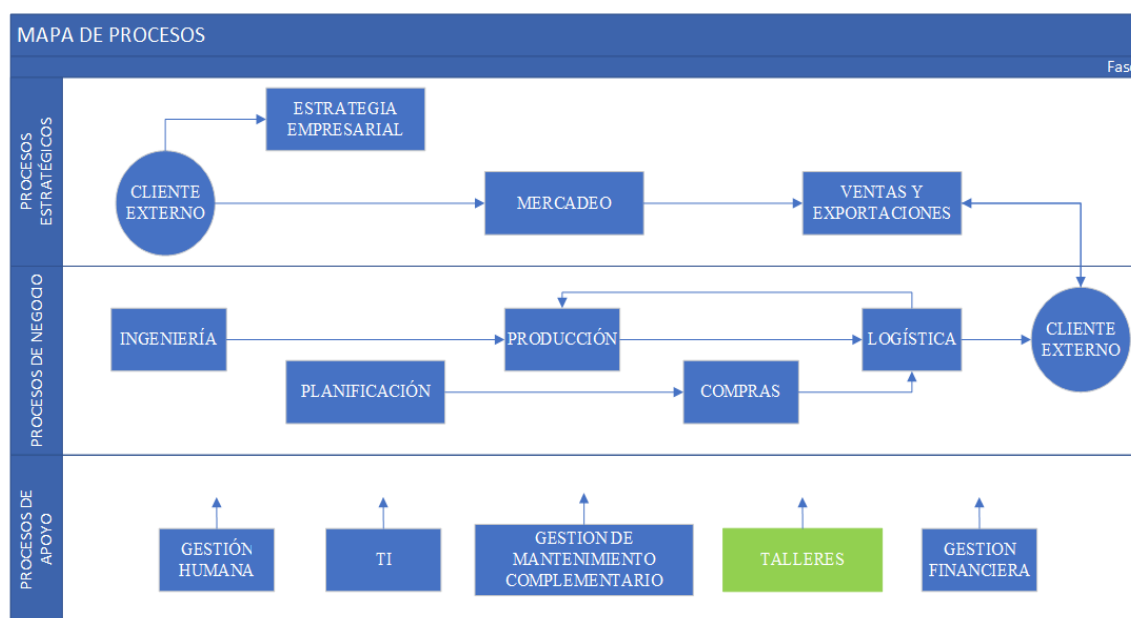 MAPA DE PROCESOS
Fase
PROCESOS
ESTRATÉGICOS
ESTRATEGIA
EMPRESARIAL
CLIENTE
EXTERNO
MERCADEO
VENTAS Y
EXPORTACIONES
PROCESOS DE NEGOCIO
INGENIERÍA
PRODUCCIÓN
LOGÍSTICA
CLIENTE
EXTERNO
PLANIFICACIÓN
COMPRAS
PROCESOS DE
APOYO
GESTIÓN
HUMANA
TI
GESTION DE
MANTENIMIENTO
COMPLEMENTARIO
TALLERES
GESTION
FINANCIERA